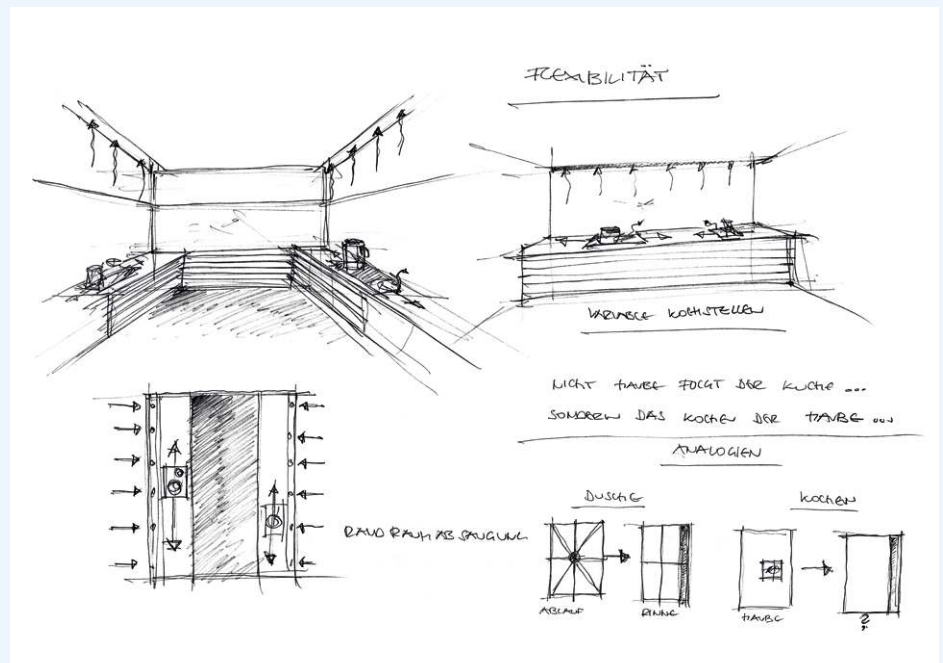 FLEXIBILITÄT
VARIABLE KOCHSTELLEN
NICHT HAUBE FOLGT DER KÜCHE ...
SONDERN DAS KOCHEN DER HAUBE ...
ANALOGIEN
RANDRAUMABSAUGUNG
DUSCHE
KOCHEN
ABLAUF
RINNE
HAUBE
?